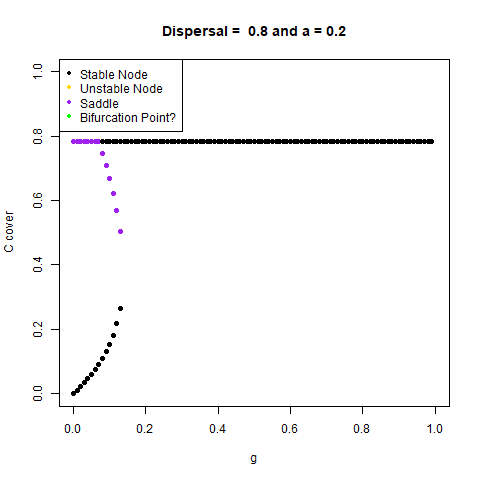 Dispersal =  0.8 and a = 0.2
Stable Node
Unstable Node
Saddle
Bifurcation Point?
C cover
1.0
0.8
0.6
0.4
0.2
0.0
0.0 0.2 0.4 0.6 0.8 1.0
g